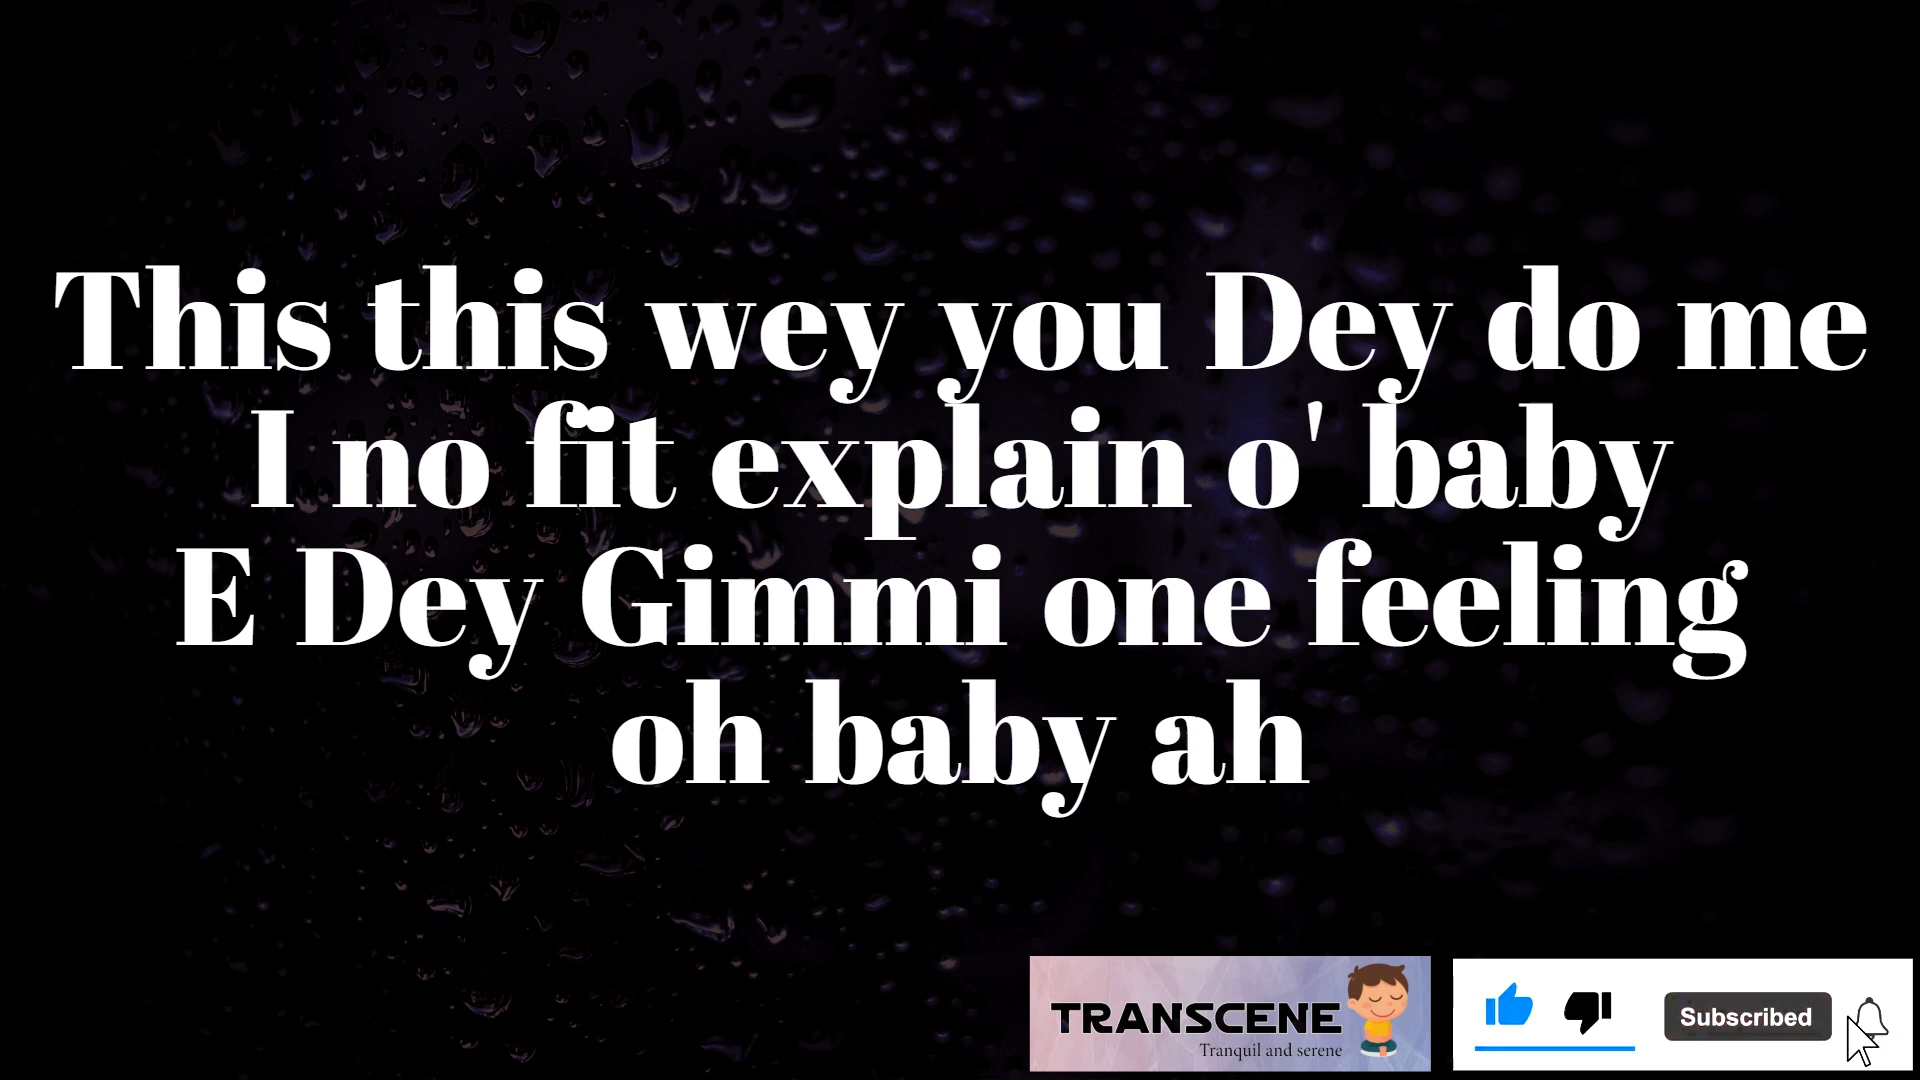 This this wey you Dey do me
I no fit explain o' baby
E Dey Gimmi one feeling
oh baby ah
TRANSCENE
Tranquil and serene
Subscribed